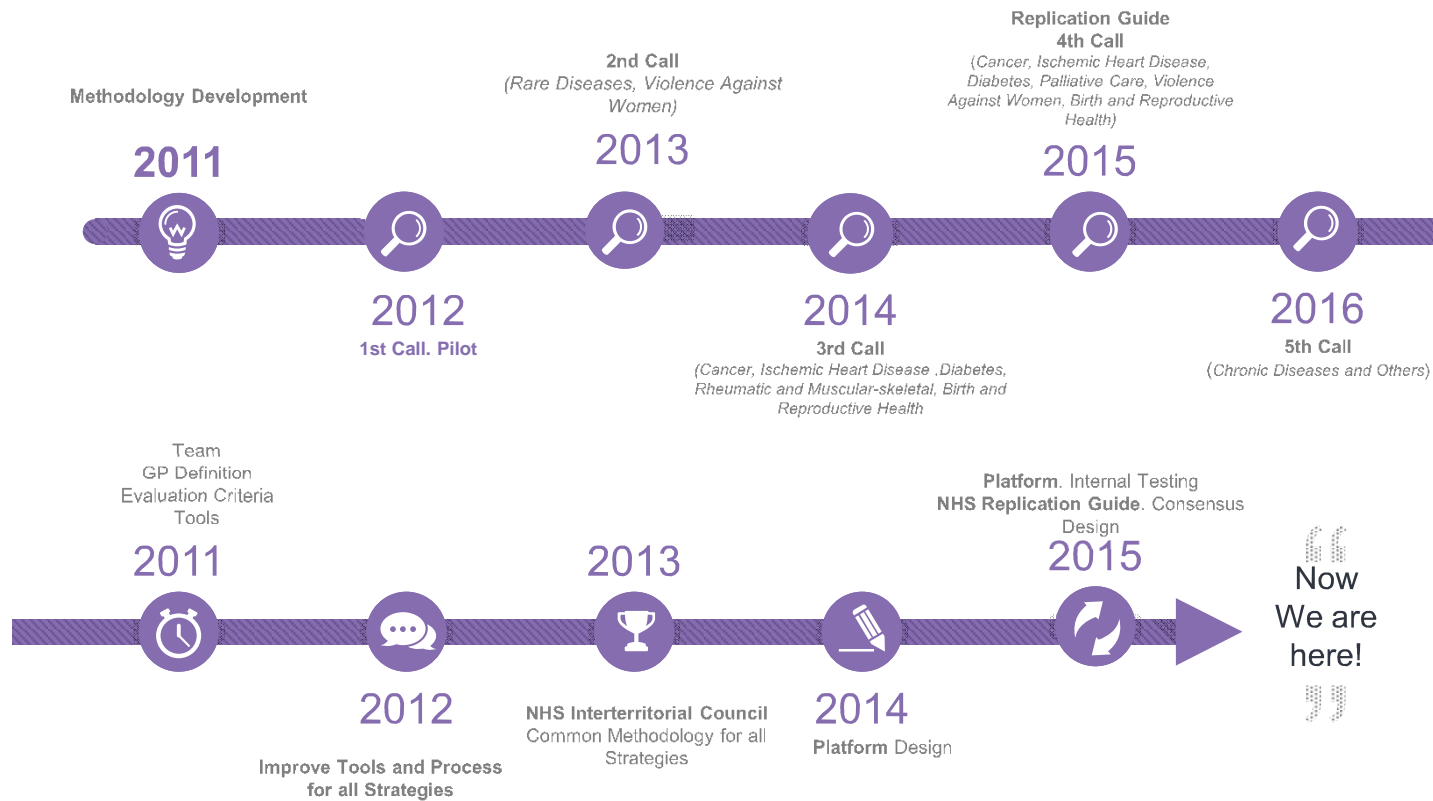 Methodology Development
2011
1st Call. Pilot
2012
2nd Call
(Rare Diseases, Violence Against
Women)
2013
2014
3rd Call
(Cancer, Ischemic Heart Disease ,Diabetes,
Rheumatic and Muscular-skeletal, Birth and
Reproductive Health
Replication Guide
4th Call
(Cancer, Ischemic Heart Disease,
Diabetes, Palliative Care, Violence
Against Women, Birth and Reproductive
Health)
2015
2016
5th Call
(Chronic Diseases and Others)
Team
GP Definition
Evaluation Criteria
Tools
2011
2012
Improve Tools and Process
for all Strategies
2013
NHS Interterritorial Council
Common Methodology for all
Strategies
2014
Platform Design
Platform. Internal Testing
NHS Replication Guide. Consensus
Design
2015
“
Now
We are
here!
”